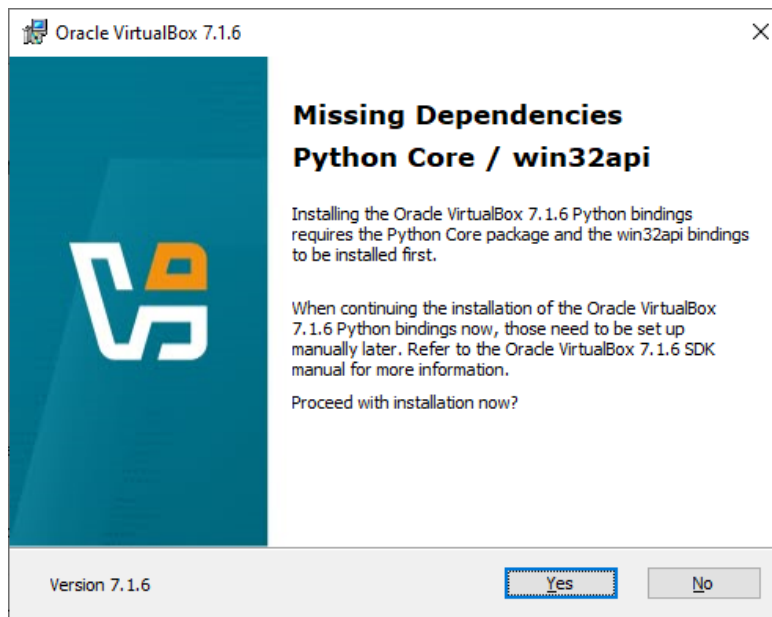 Oracle VirtualBox 7.1.6
Missing Dependencies
Python Core / win32api
Installing the Oracle VirtualBox 7.1.6 Python bindings
requires the Python Core package and the win32api bindings
to be installed first.
When continuing the installation of the Oracle VirtualBox
7.1.6 Python bindings now, those need to be set up
manually later. Refer to the Oracle VirtualBox 7.1.6 SDK
manual for more information.
Proceed with installation now?
Version 7.1.6
Yes
No